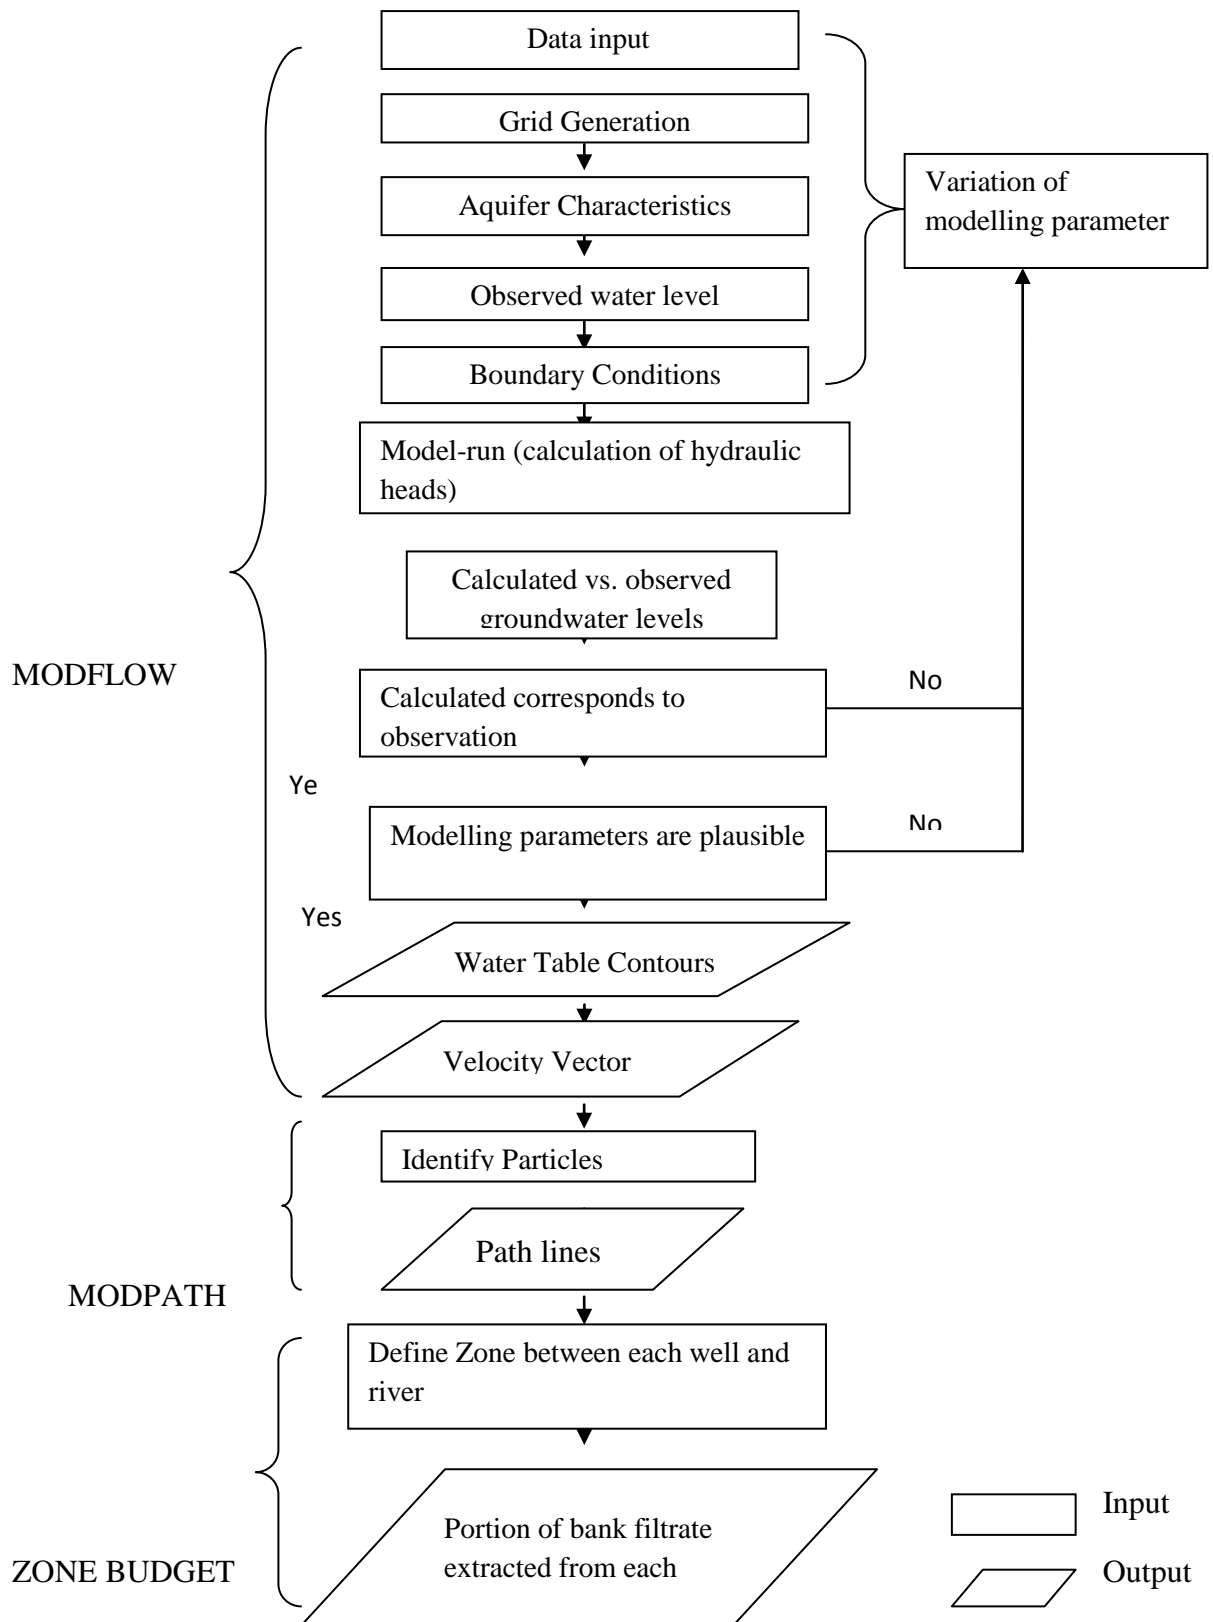 Data input
Grid Generation
Aquifer Characteristics
Observed water level
Boundary Conditions
Variation of
modelling parameter
Model-run (calculation of hydraulic
heads)
Calculated vs. observed
groundwater levels
MODFLOW
Calculated corresponds to
observation
No
Ye
Modelling parameters are plausible
No
Yes
Water Table Contours
Velocity Vector
Identify Particles
Path lines
MODPATH
Define Zone between each well and
river
Portion of bank filtrate
extracted from each
ZONE BUDGET
Input
Output